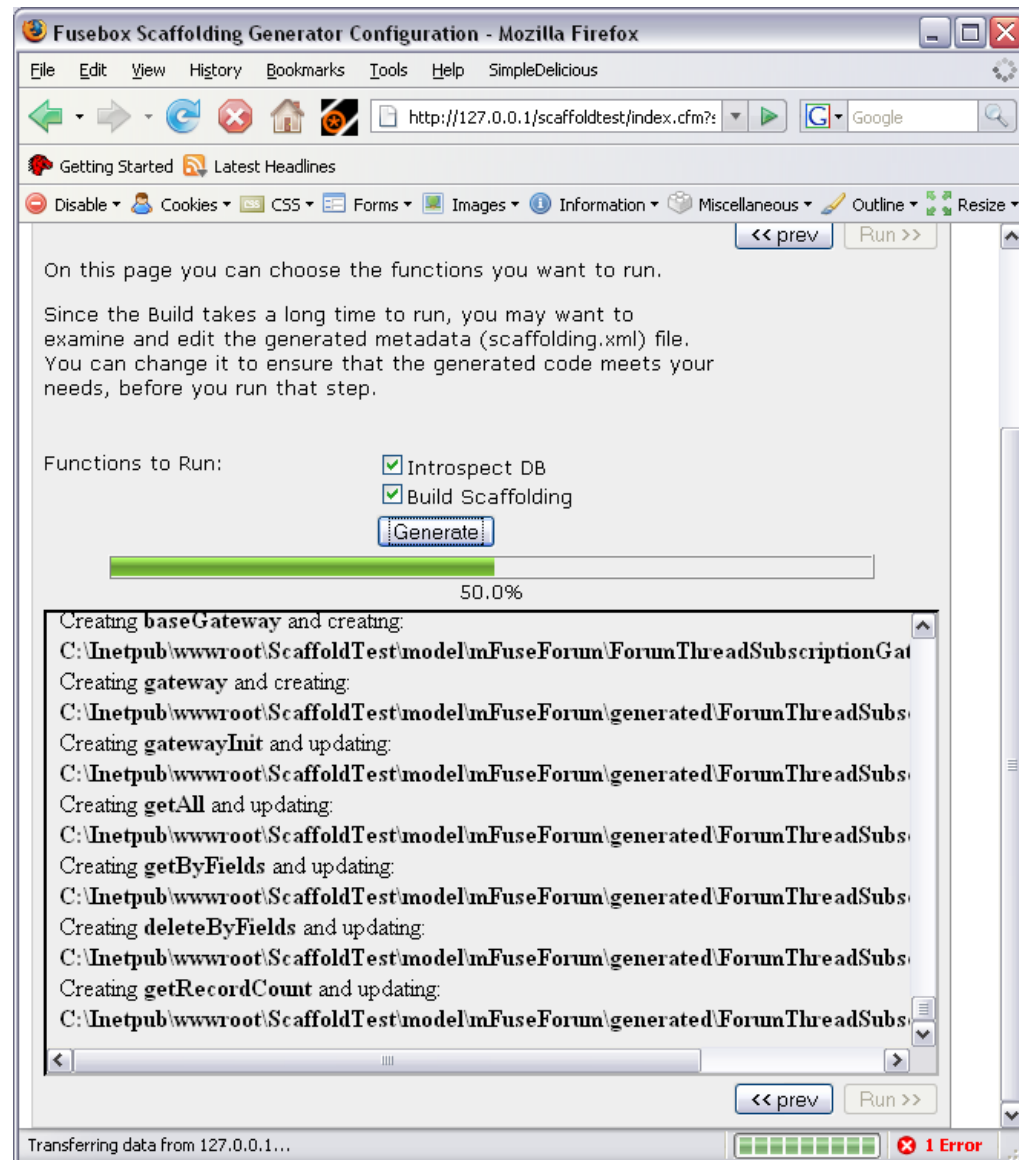 Fusebox Scaffolding Generator Configuration - Mozilla Firefox
File Edit View History Bookmarks Tools Help SimpleDelicious
http://127.0.0.1/scaffoldtest/index.cfm?s G Google
Getting Started Latest Headlines
Disable Cookies CSS CSS Forms Images Information Miscellaneous Outline Resize
<< prev Run >>
On this page you can choose the functions you want to run.
Since the Build takes a long time to run, you may want to
examine and edit the generated metadata (scaffolding.xml) file.
You can change it to ensure that the generated code meets your
needs, before you run that step.
Functions to Run: Introspect DB
Build Scaffolding
Generate
50.0%
Creating baseGateway and creating:
C:\Inetpub\wwwroot\ScaffoldTest\model\mFuseForum\ForumThreadSubscriptionGat
Creating gateway and creating:
C:\Inetpub\wwwroot\ScaffoldTest\model\mFuseForum\generated\ForumThreadSubs
Creating gatewayInit and updating:
C:\Inetpub\wwwroot\ScaffoldTest\model\mFuseForum\generated\ForumThreadSubs
Creating getAll and updating:
C:\Inetpub\wwwroot\ScaffoldTest\model\mFuseForum\generated\ForumThreadSubs
Creating getByFields and updating:
C:\Inetpub\wwwroot\ScaffoldTest\model\mFuseForum\generated\ForumThreadSubs
Creating deleteByFields and updating:
C:\Inetpub\wwwroot\ScaffoldTest\model\mFuseForum\generated\ForumThreadSubs
Creating getRecordCount and updating:
C:\Inetpub\wwwroot\ScaffoldTest\model\mFuseForum\generated\ForumThreadSubs
<< prev Run >>
Transferring data from 127.0.0.1... 1 Error